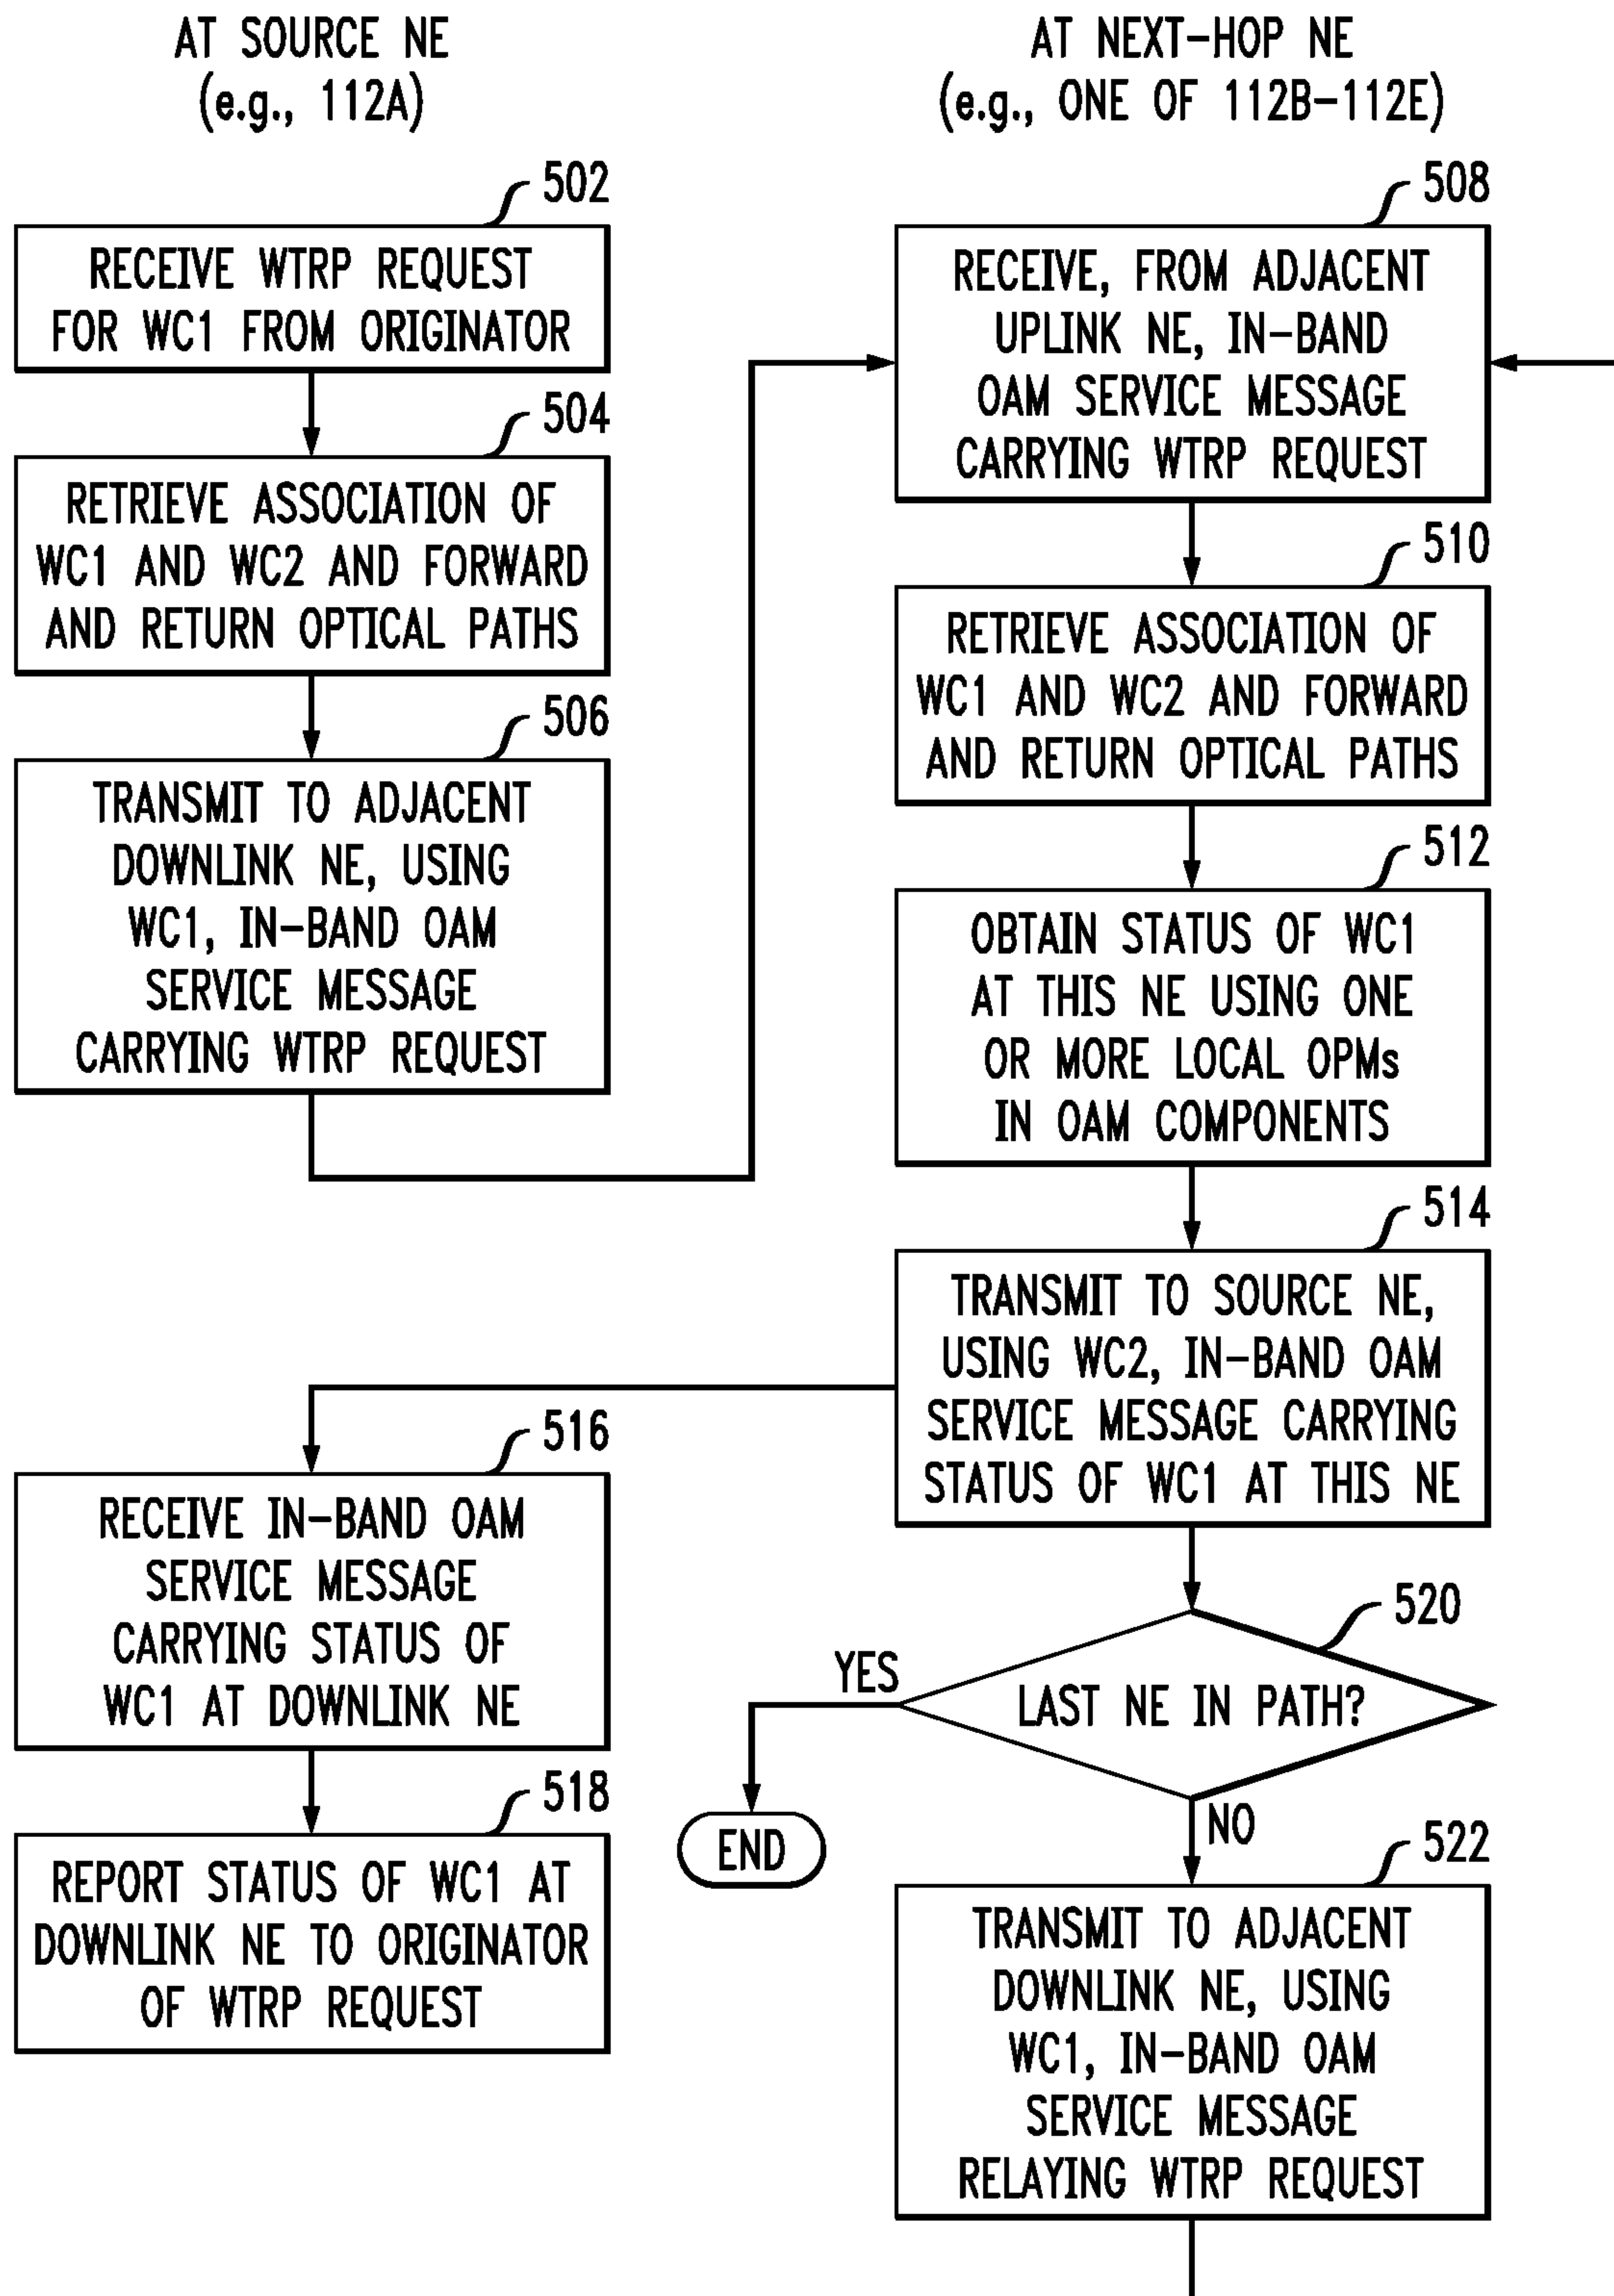 AT SOURCE NE
(e.g., 112A)
502
RECEIVE WTRP REQUEST
FOR WC1 FROM ORIGINATOR
504
RETRIEVE ASSOCIATION OF
WC1 AND WC2 AND FORWARD
AND RETURN OPTICAL PATHS
506
TRANSMIT TO ADJACENT
DOWNLINK NE, USING
WC1, IN-BAND OAM
SERVICE MESSAGE
CARRYING WTRP REQUEST
AT NEXT-HOP NE
(e.g., ONE OF 112B-112E)
508
RECEIVE, FROM ADJACENT
UPLINK NE, IN-BAND
OAM SERVICE MESSAGE
CARRYING WTRP REQUEST
510
RETRIEVE ASSOCIATION OF
WC1 AND WC2 AND FORWARD
AND RETURN OPTICAL PATHS
512
OBTAIN STATUS OF WC1
AT THIS NE USING ONE
OR MORE LOCAL OPMs
IN OAM COMPONENTS
514
TRANSMIT TO SOURCE NE,
USING WC2, IN-BAND OAM
SERVICE MESSAGE CARRYING
STATUS OF WC1 AT THIS NE
516
RECEIVE IN-BAND OAM
SERVICE MESSAGE
CARRYING STATUS OF
WC1 AT DOWNLINK NE
518
REPORT STATUS OF WC1 AT
DOWNLINK NE TO ORIGINATOR
OF WTRP REQUEST
520
LAST NE IN PATH?
YES
END
NO
522
TRANSMIT TO ADJACENT
DOWNLINK NE, USING
WC1, IN-BAND OAM
SERVICE MESSAGE
RELAYING WTRP REQUEST